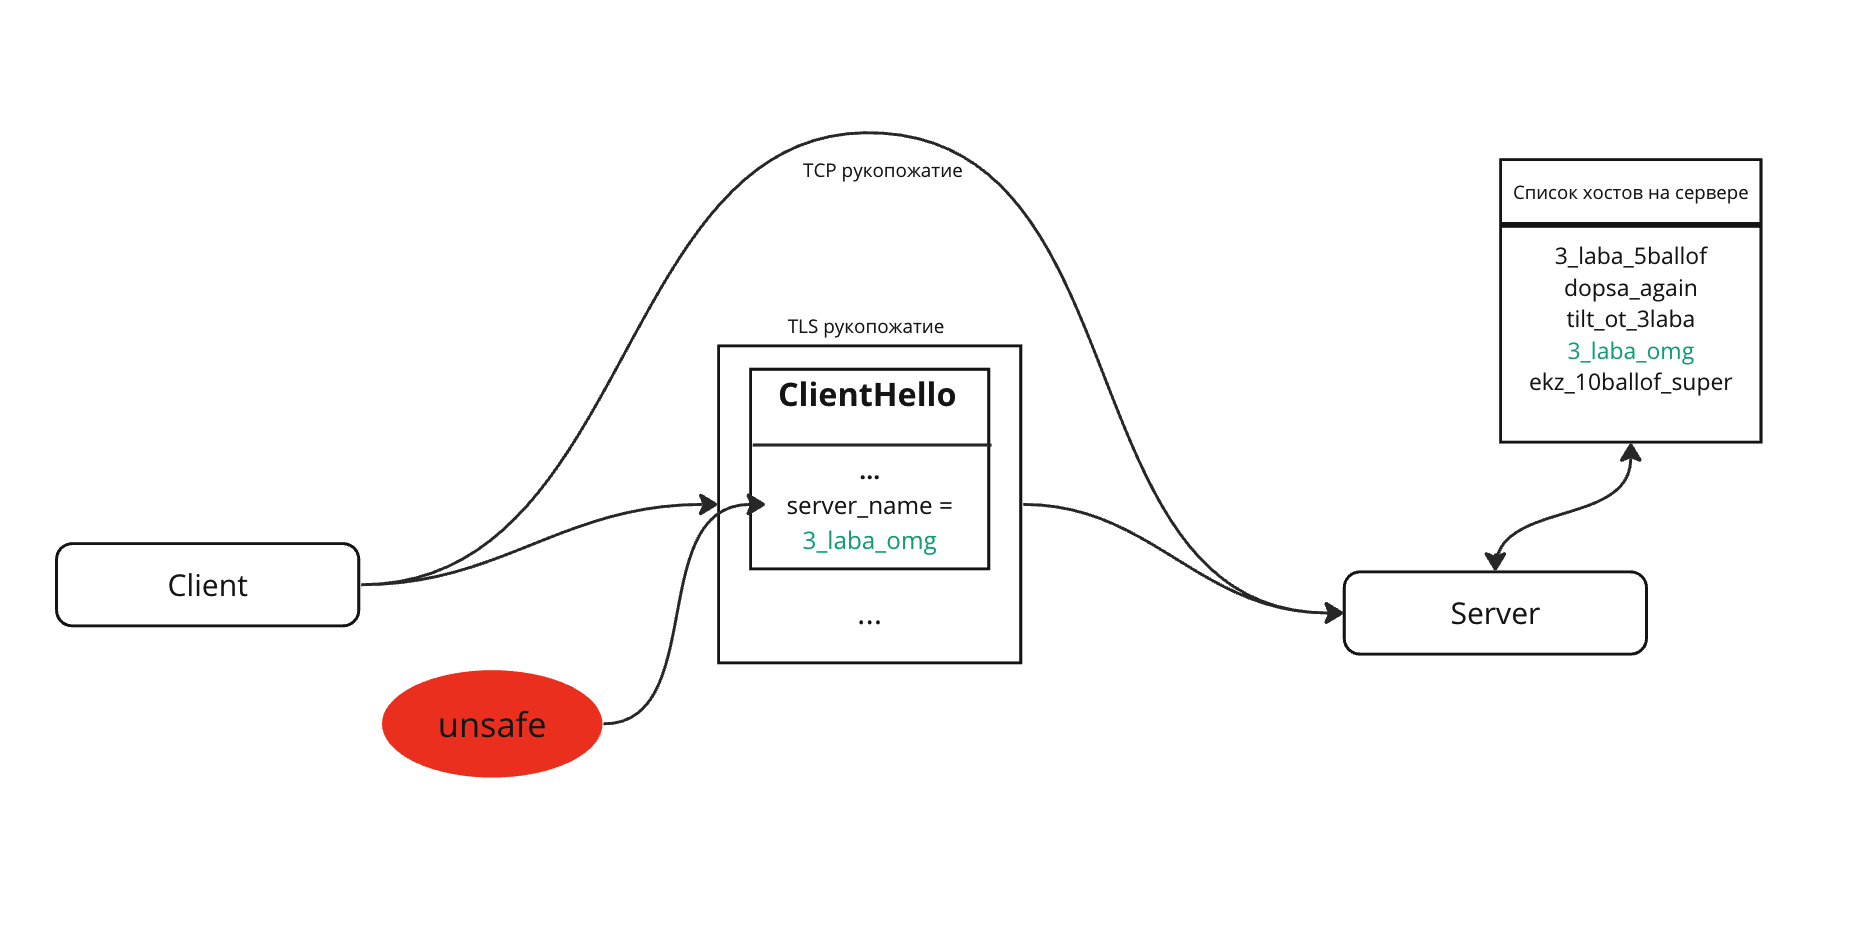 TCP рукопожатие
Список хостов на сервере
3_laba_5ballof
dopsa_again
tilt_ot_3laba
3_laba_omg
ekz_10ballof_super
TLS рукопожатие
ClientHello
...
server_name =
3_laba_omg
...
Client
Server
unsafe